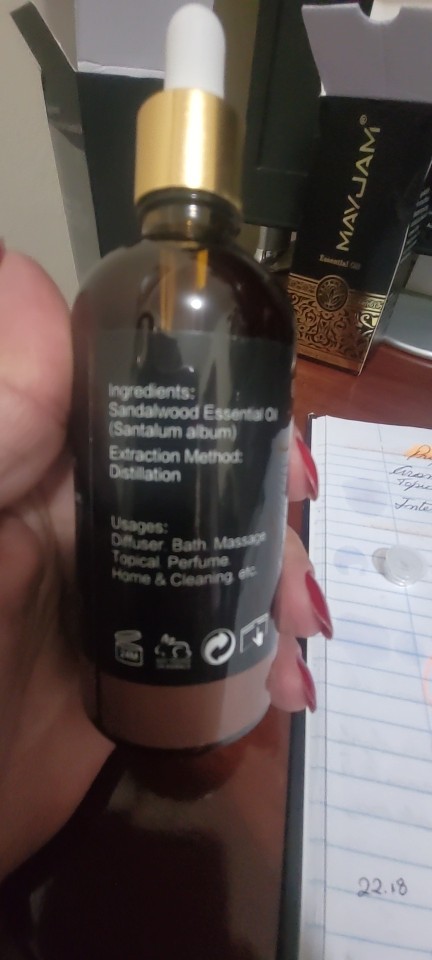 MAYJAM®
Essential Oil
Ingredients:
Sandalwood Essential Oil
(Santalum album)
Extraction Method:
Distillation
Usages:
Diffuser. Bath. Massage
Topical. Perfume.
Home & Cleaning. etc.
24M
22.18